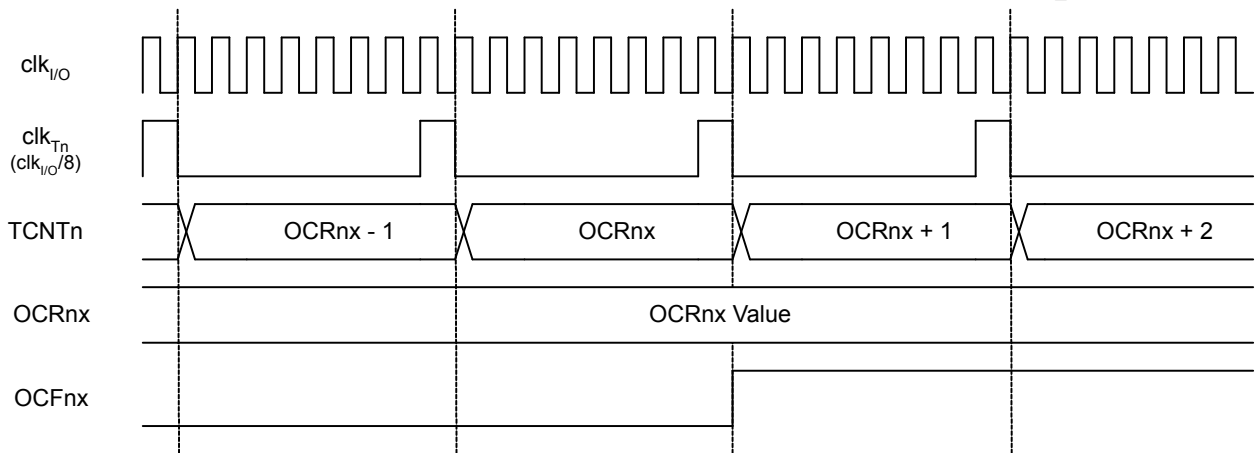 clkI/O
clkTn
(clkI/O/8)
TCNTn
OCRnx - 1
OCRnx
OCRnx + 1
OCRnx + 2
OCRnx
OCRnx Value
OCFnx